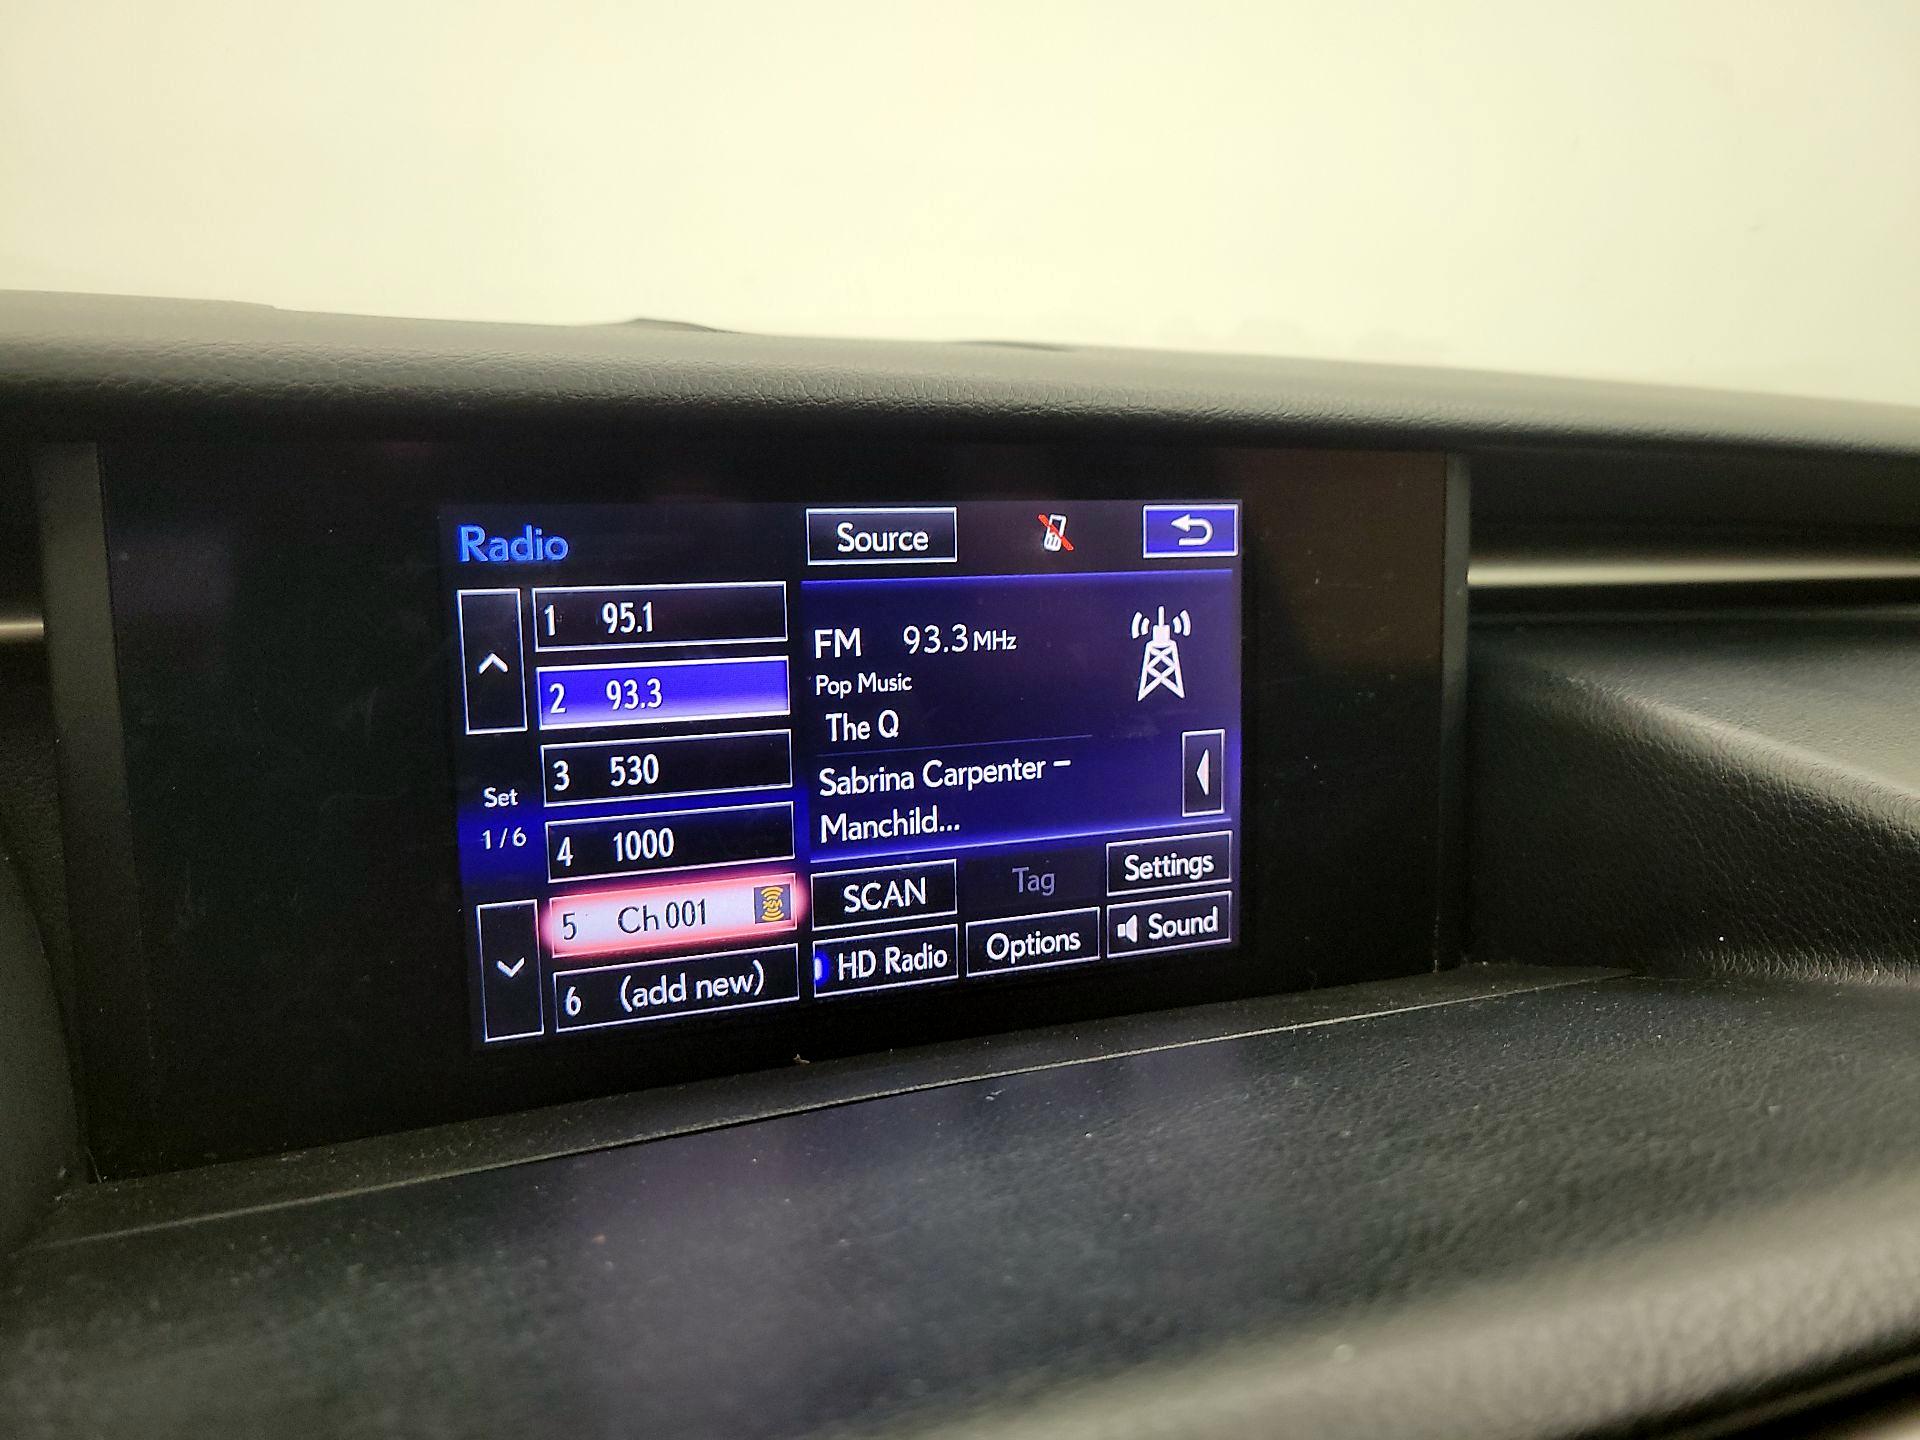 Radio
Source
1 95.1
2 93.3
3 530
4 1000
5 Ch 001
XM
6 (add new)
Set
1/6
FM 93.3 MHz
Pop Music
The Q
Sabrina Carpenter –
Manchild...
SCAN
Tag
Settings
HD Radio
Options
Sound